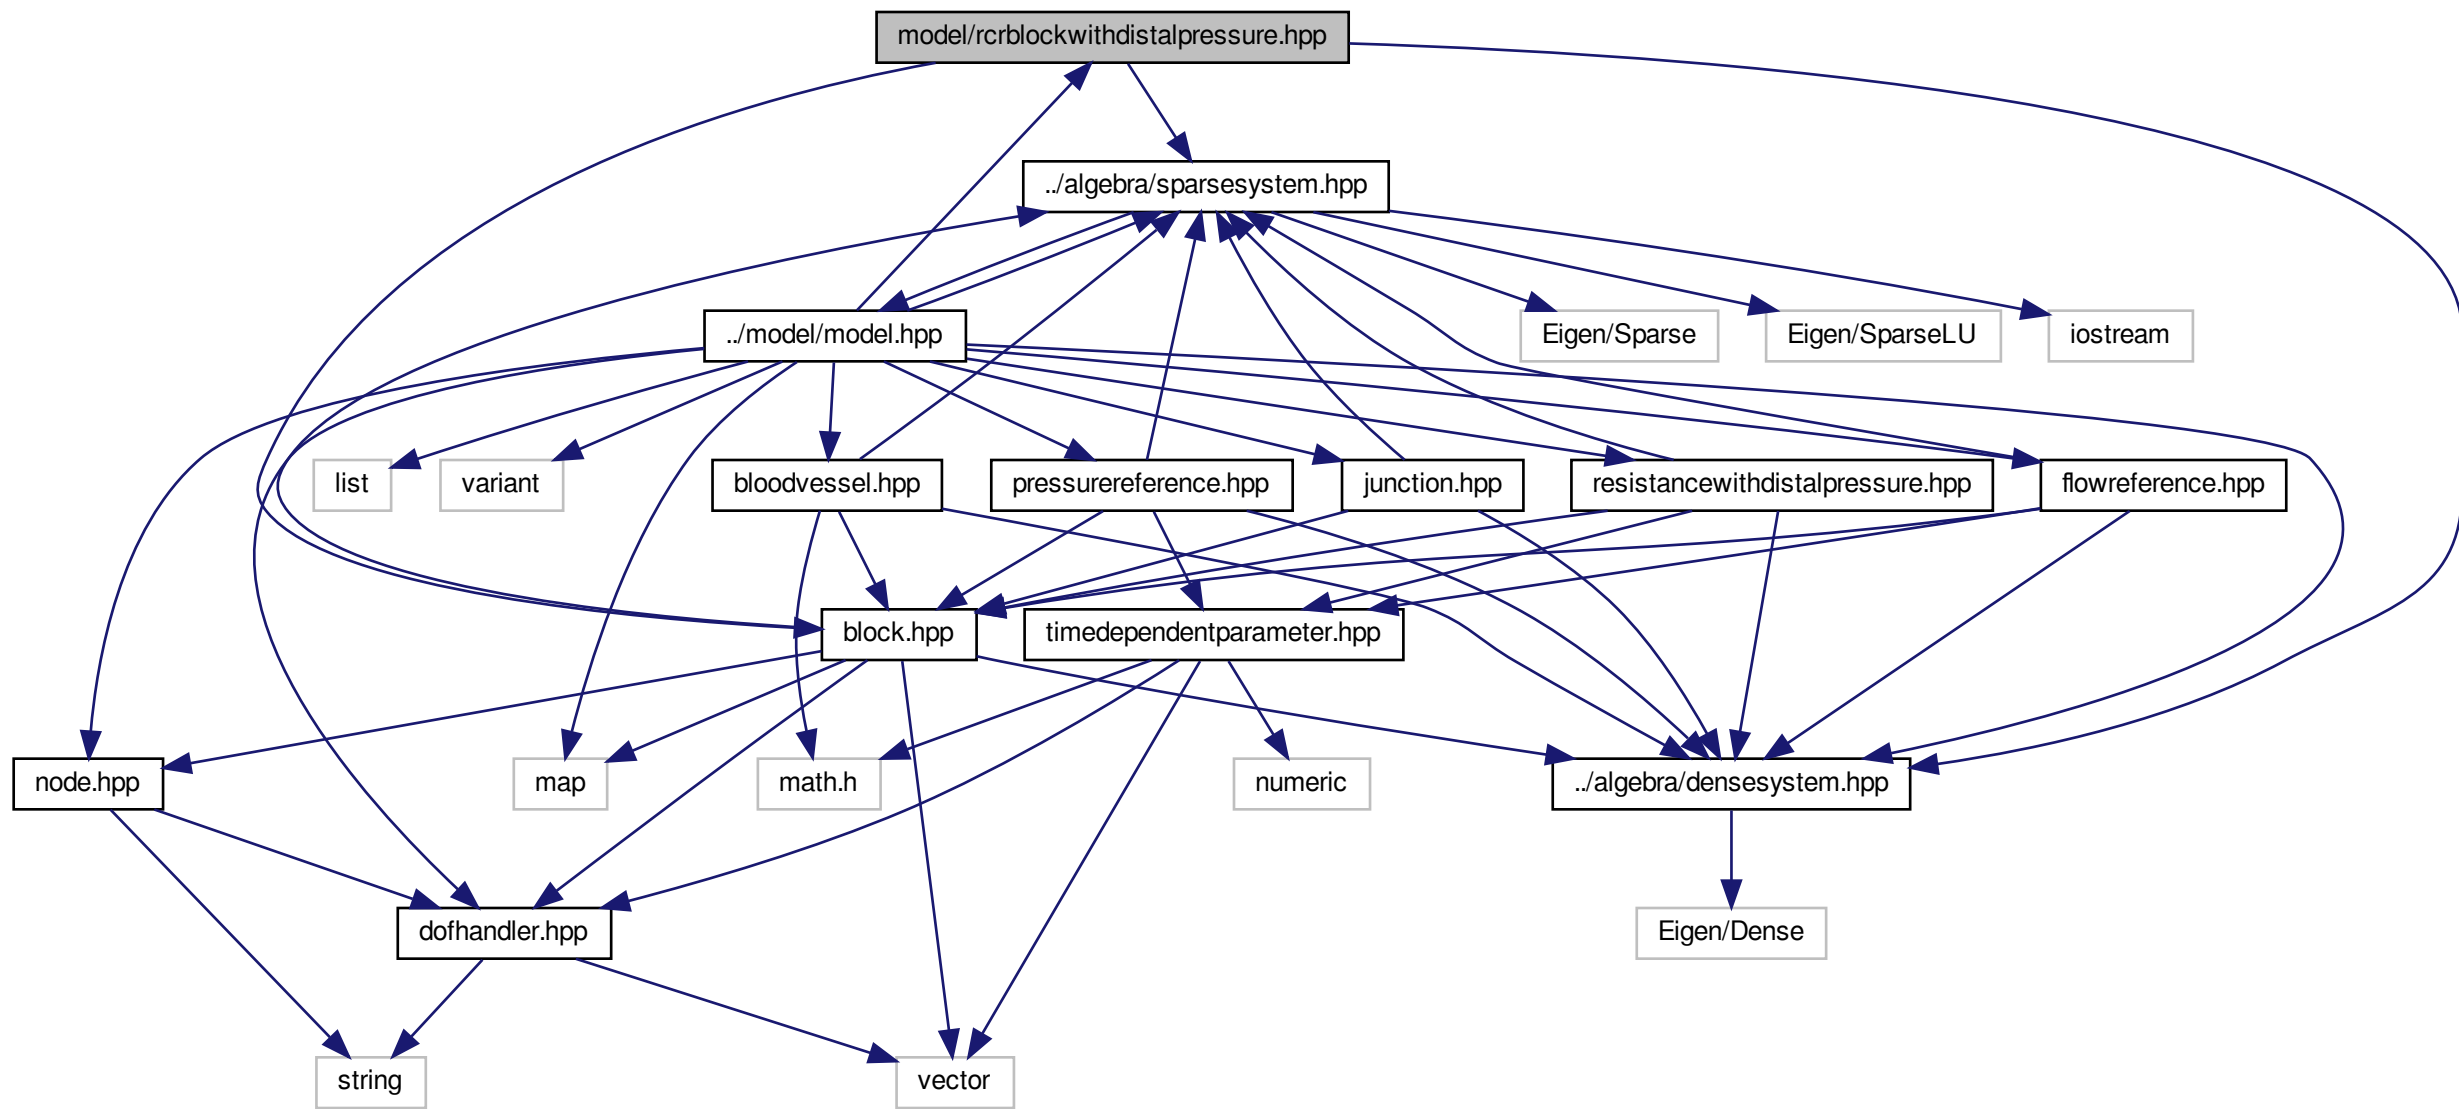 model/rcrblockwithdistalpressure.hpp
../algebra/sparsesystem.hpp
../model/model.hpp
Eigen/Sparse
Eigen/SparseLU
iostream
list
variant
bloodvessel.hpp
pressurereference.hpp
junction.hpp
resistancewithdistalpressure.hpp
flowreference.hpp
block.hpp
timedependentparameter.hpp
node.hpp
map
math.h
numeric
../algebra/densesystem.hpp
dofhandler.hpp
Eigen/Dense
string
vector